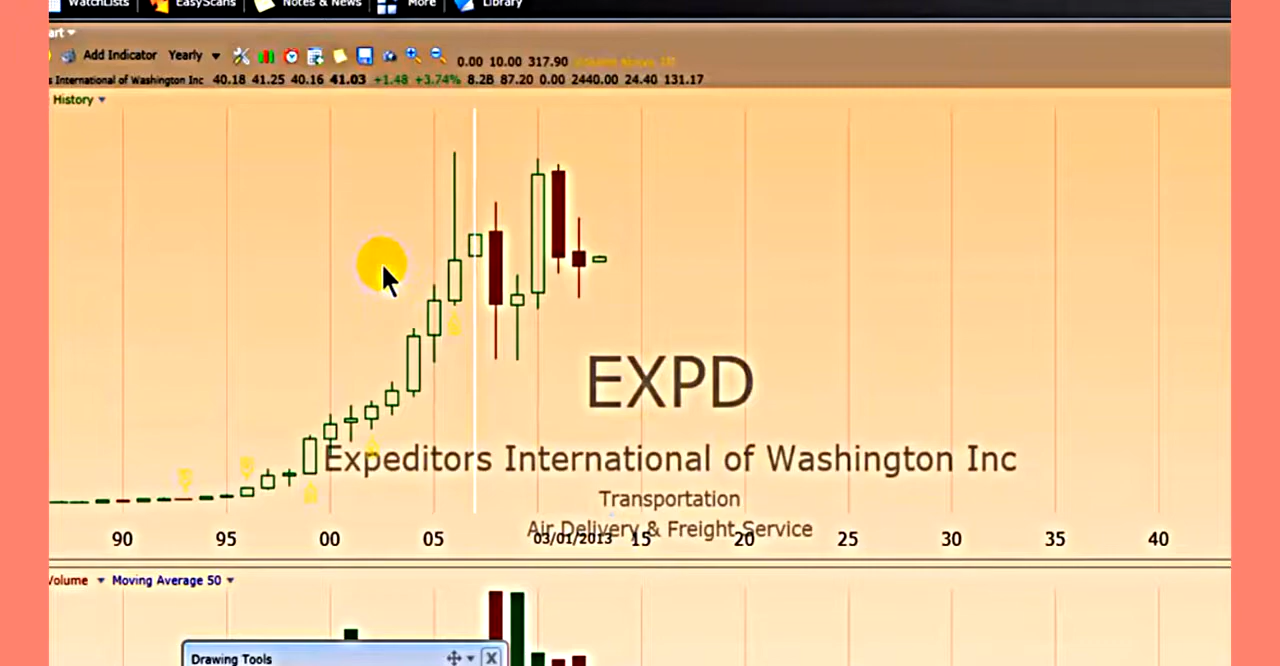 WatchLists EasyScans Notes & News More Library
art
Add Indicator Yearly 0.00 10.00 317.90
s International of Washington Inc 40.18 41.25 40.16 41.03 +1.48 +3.74% 8.2B 87.20 0.00 2440.00 24.40 131.17
History
EXPD
Expeditors International of Washington Inc
Transportation
Air Delivery & Freight Service
90 95 00 05 03/01/2013 15 20 25 30 35 40
Volume Moving Average 50
Drawing Tools